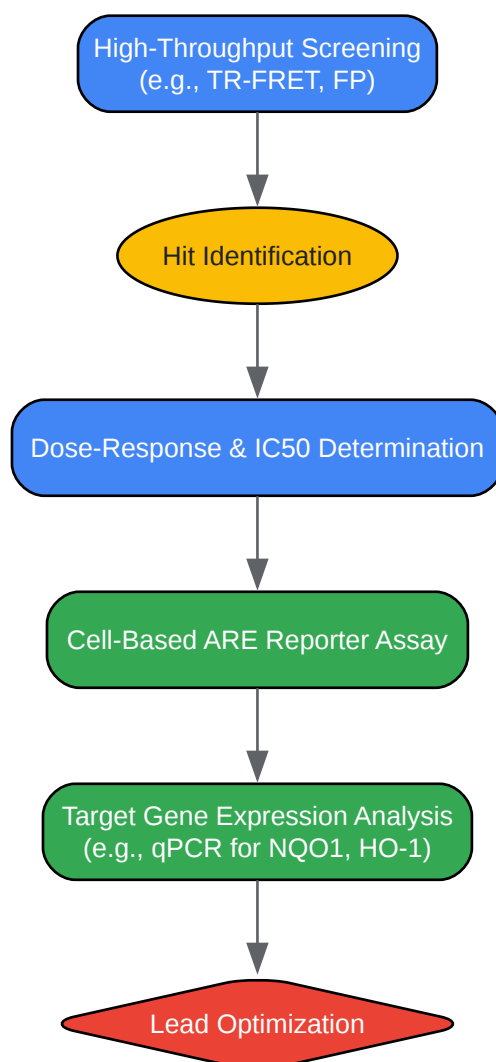 High-Throughput Screening
(e.g., TR-FRET, FP)
Hit Identification
Dose-Response & IC50 Determination
Cell-Based ARE Reporter Assay
Target Gene Expression Analysis
(e.g., qPCR for NQO1, HO-1)
Lead Optimization